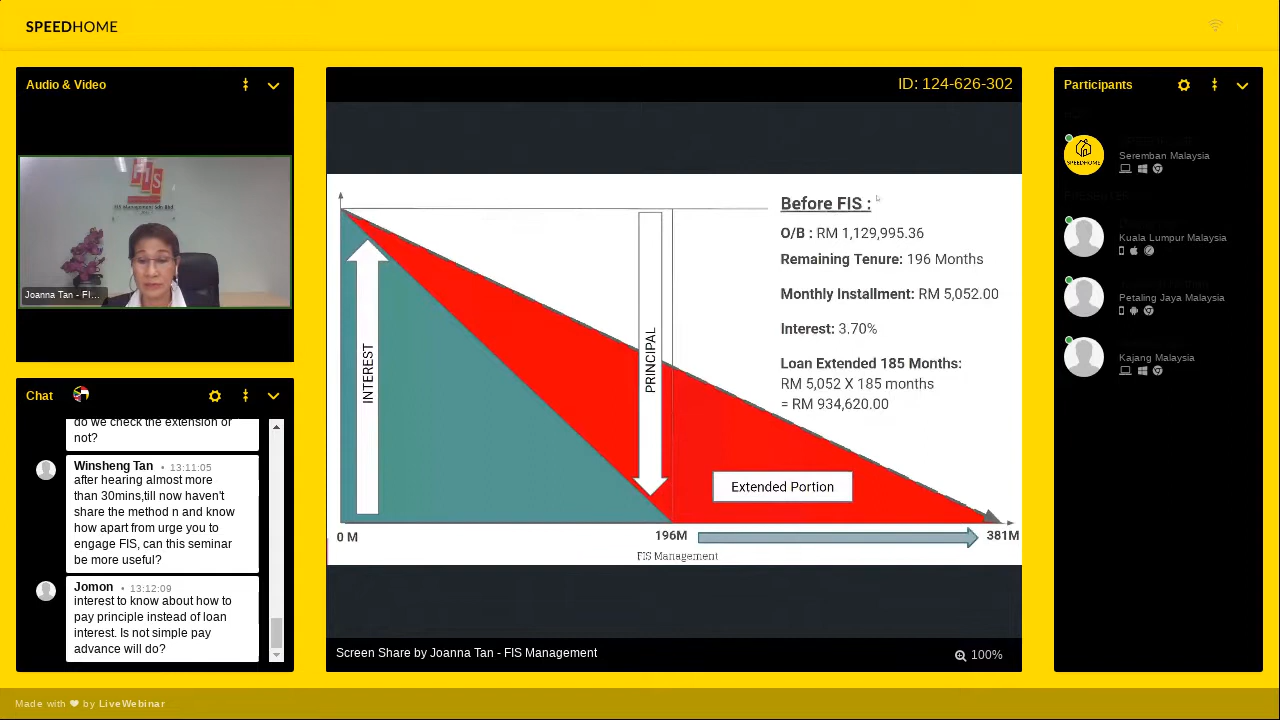 SPEEDHOME
Audio & Video
FIS
FIS Management Sdn Bhd
Joanna Tan - FI...
Chat
do we check the extension or
not?
Winsheng Tan • 13:11:05
after hearing almost more
than 30mins,till now haven't
share the method n and know
how apart from urge you to
engage FIS, can this seminar
be more useful?
Jomon • 13:12:09
interest to know about how to
pay principle instead of loan
interest. Is not simple pay
advance will do?
ID: 124-626-302
Before FIS :
O/B : RM 1,129,995.36
Remaining Tenure: 196 Months
Monthly Installment: RM 5,052.00
Interest: 3.70%
Loan Extended 185 Months:
RM 5,052 X 185 months
= RM 934,620.00
INTEREST
PRINCIPAL
Extended Portion
0 M
196M
381M
FIS Management
Screen Share by Joanna Tan - FIS Management
100%
Participants
SPEEDHOME
Seremban Malaysia
Kuala Lumpur Malaysia
Petaling Jaya Malaysia
Kajang Malaysia
Made with ❤ by LiveWebinar